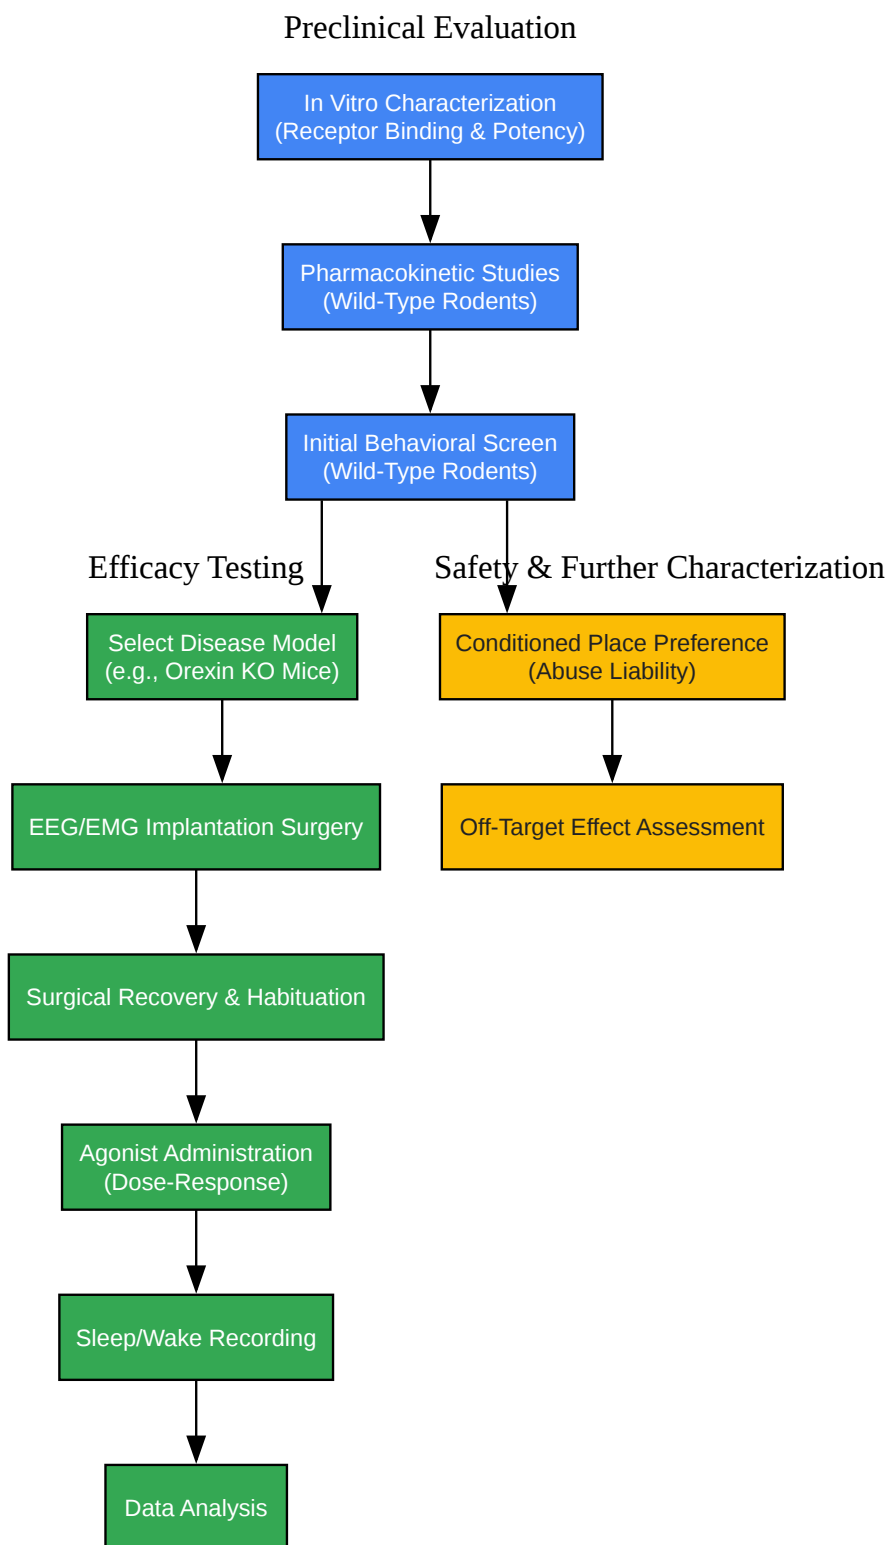 Preclinical Evaluation
In Vitro Characterization
(Receptor Binding & Potency)
Pharmacokinetic Studies
(Wild-Type Rodents)
Initial Behavioral Screen
(Wild-Type Rodents)
Efficacy Testing
Safety & Further Characterization
Select Disease Model
(e.g., Orexin KO Mice)
Conditioned Place Preference
(Abuse Liability)
EEG/EMG Implantation Surgery
Off-Target Effect Assessment
Surgical Recovery & Habituation
Agonist Administration
(Dose-Response)
Sleep/Wake Recording
Data Analysis